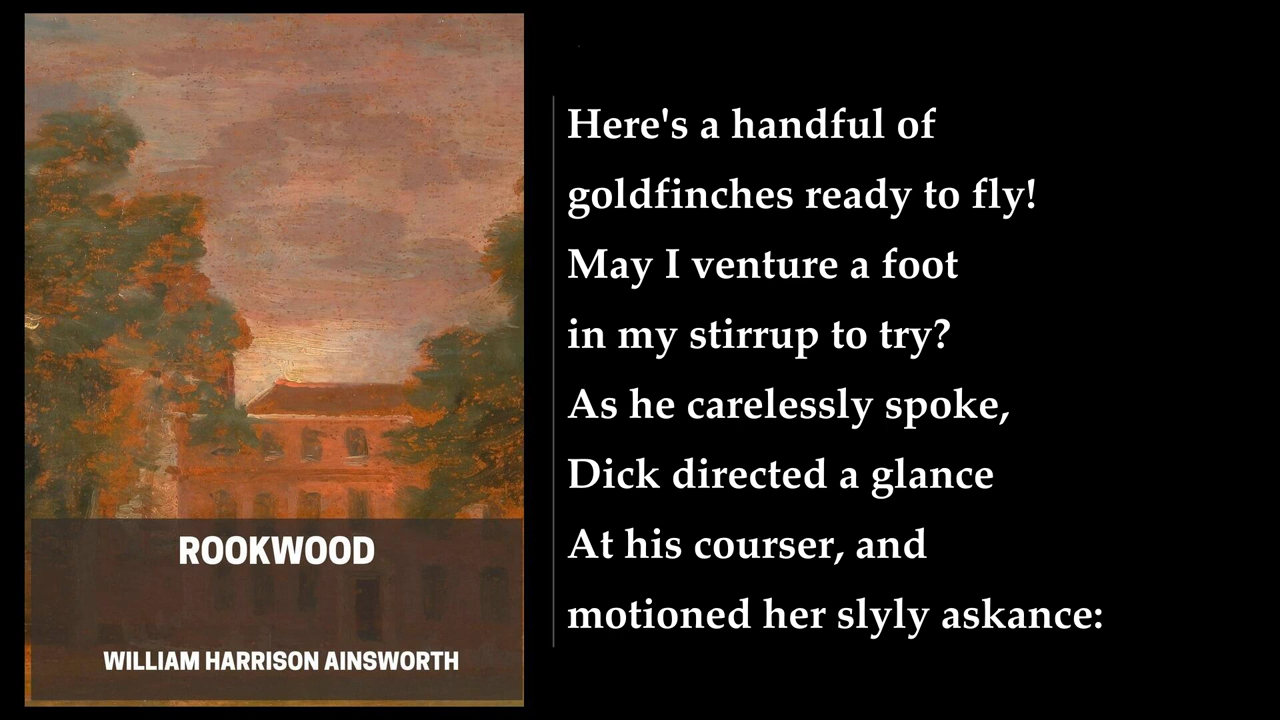 ROOKWOOD
WILLIAM HARRISON AINSWORTH
Here's a handful of
goldfinches ready to fly!
May I venture a foot
in my stirrup to try?
As he carelessly spoke,
Dick directed a glance
At his courser, and
motioned her slyly askance: